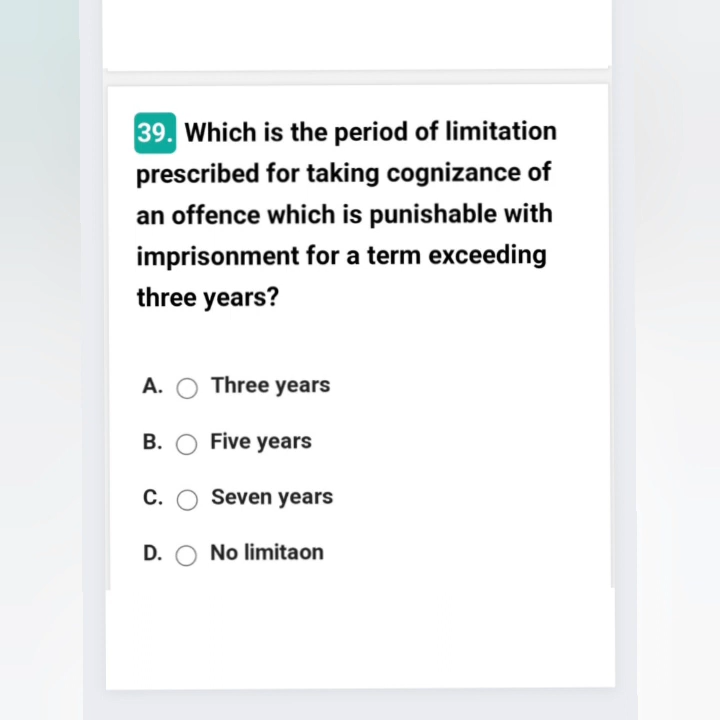 39. Which is the period of limitation
prescribed for taking cognizance of
an offence which is punishable with
imprisonment for a term exceeding
three years?
A. Three years
B. Five years
C. Seven years
D. No limitaon